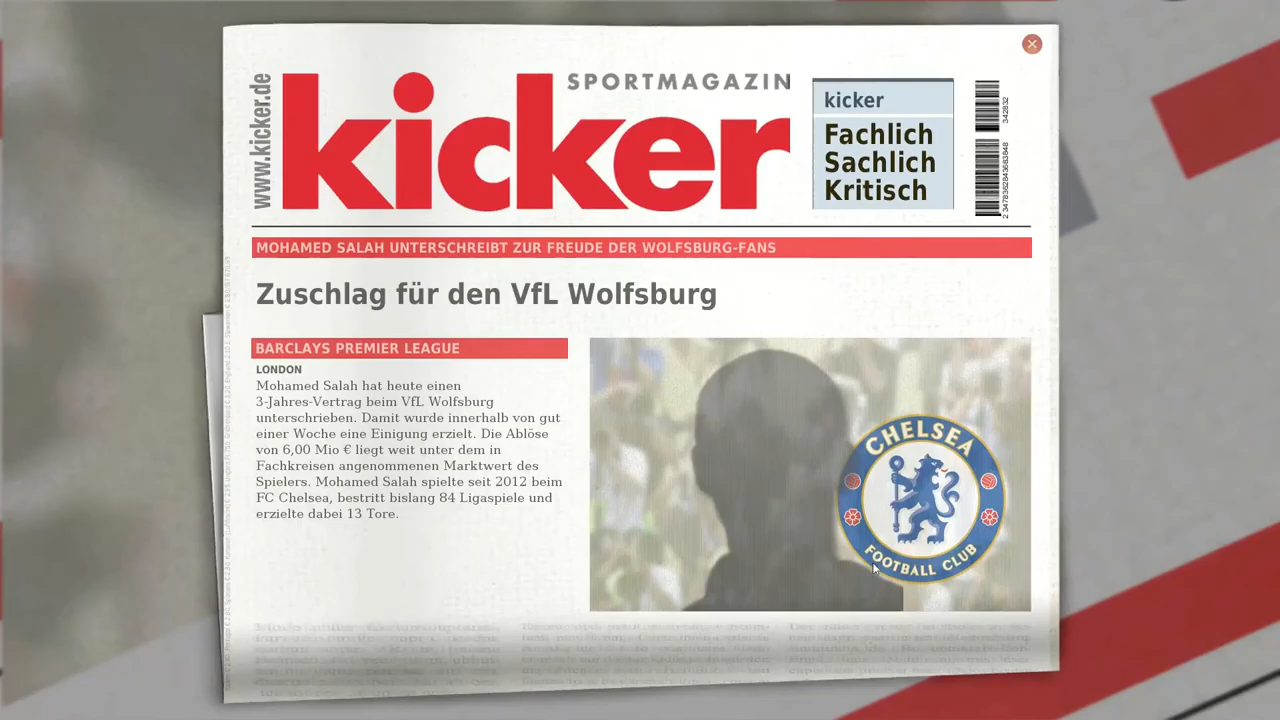 www.kicker.de
SPORTMAGAZIN
kicker
kicker
Fachlich
Sachlich
Kritisch
342832
MOHAMED SALAH UNTERSCHREIBT ZUR FREUDE DER WOLFSBURG-FANS
Zuschlag für den VfL Wolfsburg
BARCLAYS PREMIER LEAGUE
LONDON
Mohamed Salah hat heute einen
3-Jahres-Vertrag beim VfL Wolfsburg
unterschrieben. Damit wurde innerhalb von gut
einer Woche eine Einigung erzielt. Die Ablöse
von 6,00 Mio € liegt weit unter dem in
Fachkreisen angenommenen Marktwert des
Spielers. Mohamed Salah spielte seit 2012 beim
FC Chelsea, bestritt bislang 84 Ligaspiele und
erzielte dabei 13 Tore.
CHELSEA
FOOTBALL CLUB